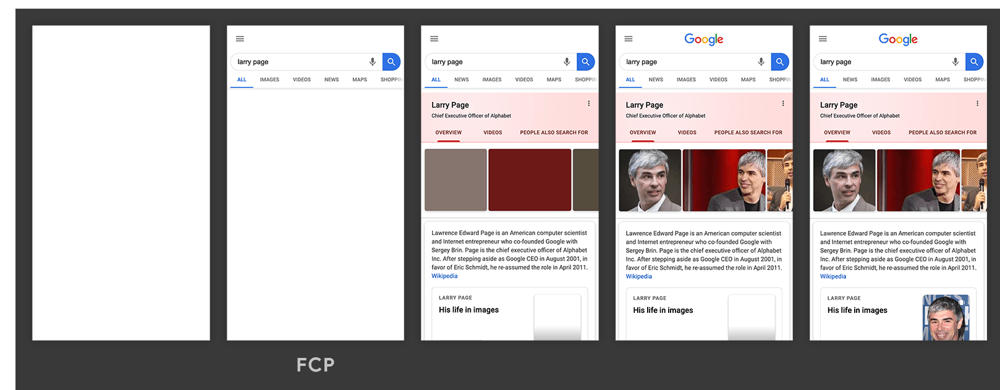 larry page
ALL IMAGES VIDEOS NEWS MAPS SHOPPIN
larry page
ALL NEWS IMAGES VIDEOS MAPS SHOPPIN
Larry Page
Chief Executive Officer of Alphabet
OVERVIEW VIDEOS PEOPLE ALSO SEARCH FOR
Lawrence Edward Page is an American computer scientist
and Internet entrepreneur who co-founded Google with
Sergey Brin. Page is the chief executive officer of Alphabet
Inc. After stepping aside as Google CEO in August 2001, in
favor of Eric Schmidt, he re-assumed the role in April 2011.
Wikipedia
LARRY PAGE
His life in images
Google
larry page
ALL NEWS IMAGES VIDEOS MAPS SHOPPIN
Larry Page
Chief Executive Officer of Alphabet
OVERVIEW VIDEOS PEOPLE ALSO SEARCH FOR
Lawrence Edward Page is an American computer scientist
and Internet entrepreneur who co-founded Google with
Sergey Brin. Page is the chief executive officer of Alphabet
Inc. After stepping aside as Google CEO in August 2001, in
favor of Eric Schmidt, he re-assumed the role in April 2011.
Wikipedia
LARRY PAGE
His life in images
Google
larry page
ALL NEWS IMAGES VIDEOS MAPS SHOPPIN
Larry Page
Chief Executive Officer of Alphabet
OVERVIEW VIDEOS PEOPLE ALSO SEARCH FOR
Lawrence Edward Page is an American computer scientist
and Internet entrepreneur who co-founded Google with
Sergey Brin. Page is the chief executive officer of Alphabet
Inc. After stepping aside as Google CEO in August 2001, in
favor of Eric Schmidt, he re-assumed the role in April 2011.
Wikipedia
LARRY PAGE
His life in images
FCP